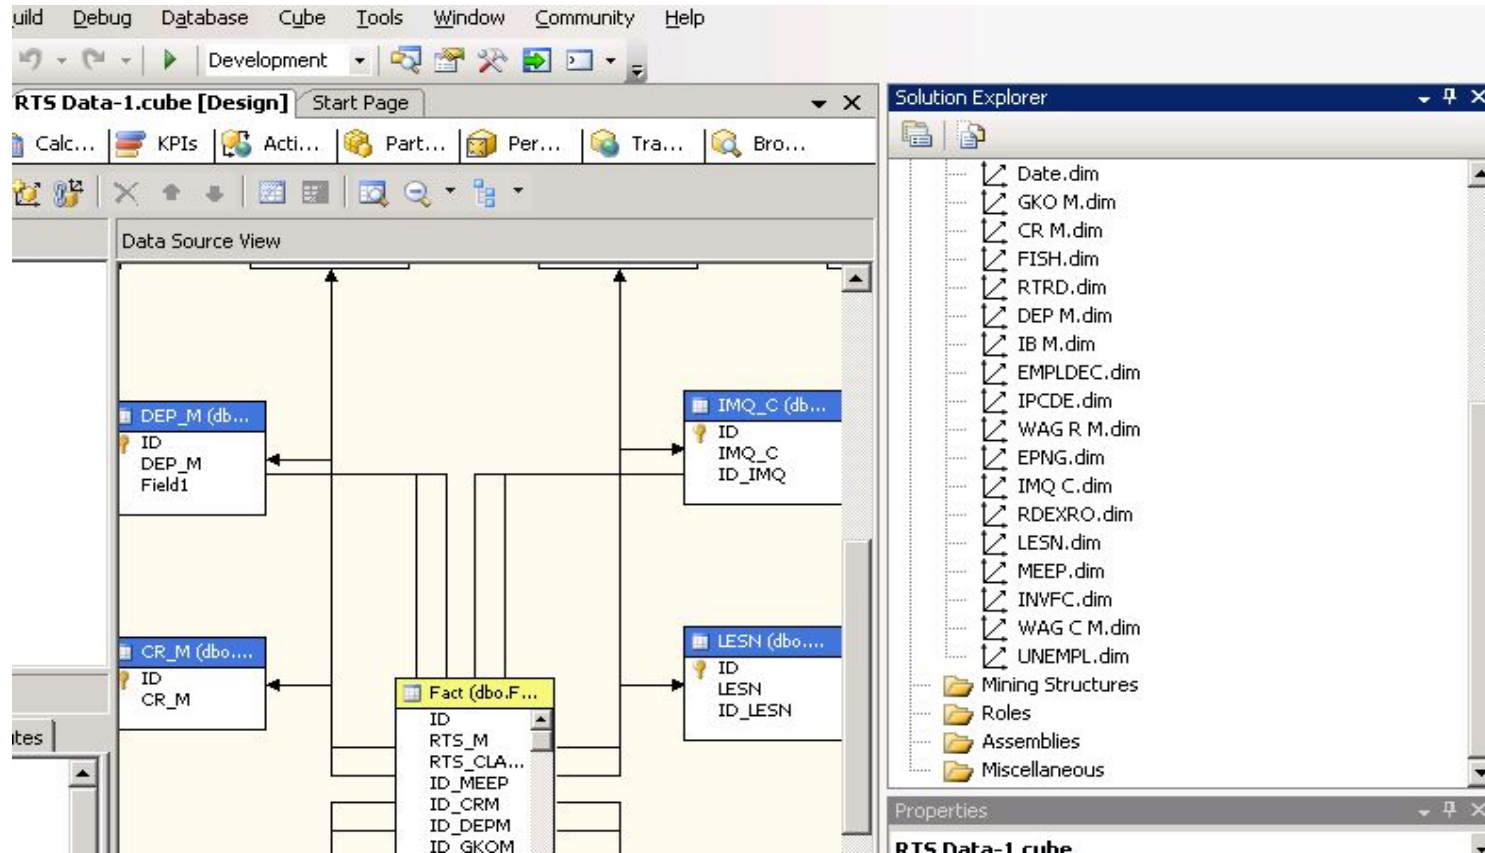 uild Debug Database Cube Tools Window Community Help
Development
RTS Data-1.cube [Design] Start Page
Calc... KPIs Acti... Part... Per... Tra... Bro...
Data Source View
DEP_M (db...
ID
DEP_M
Field1
IMQ_C (db...
ID
IMQ_C
ID_IMQ
CR_M (dbo....
ID
CR_M
LESN (dbo....
ID
LESN
ID_LESN
Fact (dbo.F...
ID
RTS_M
RTS_CLA...
ID_MEEP
ID_CRM
ID_DEPM
ID_GKOM
ites
Solution Explorer
Date.dim
GKO M.dim
CR M.dim
FISH.dim
RTRD.dim
DEP M.dim
IB M.dim
EMPLDEC.dim
IPCDE.dim
WAG R M.dim
EPNG.dim
IMQ C.dim
RDEXRO.dim
LESN.dim
MEEP.dim
INVFC.dim
WAG C M.dim
UNEMPL.dim
Mining Structures
Roles
Assemblies
Miscellaneous
Properties
RTS Data-1.cube